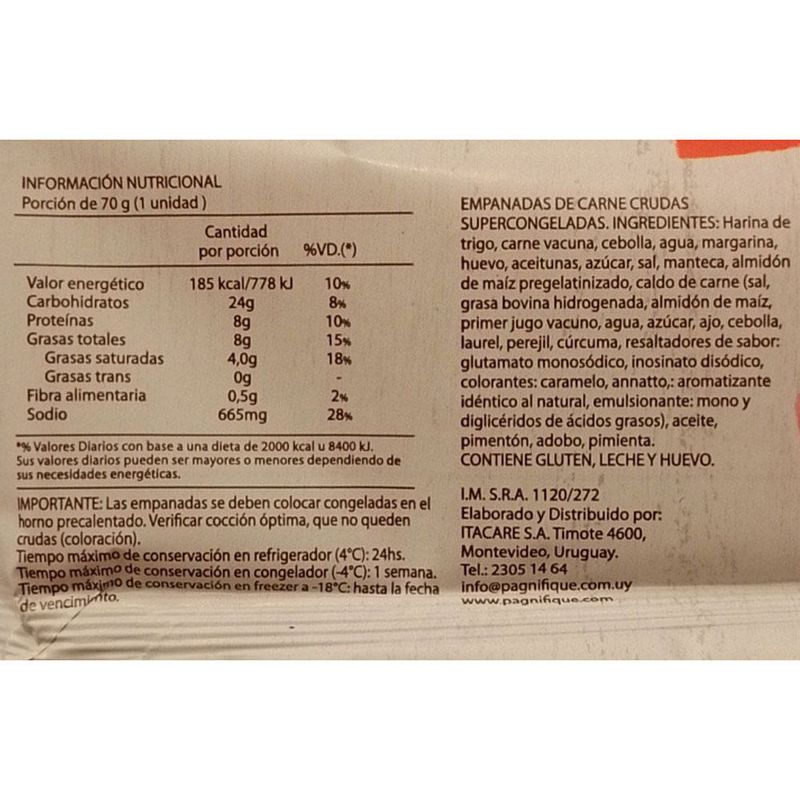 INFORMACIÓN NUTRICIONAL
Porción de 70 g (1 unidad )
Cantidad por porción %VD.(*)
Valor energético 185 kcal/778 kJ 10%
Carbohidratos 24g 8%
Proteínas 8g 10%
Grasas totales 8g 15%
Grasas saturadas 4,0g 18%
Grasas trans 0g -
Fibra alimentaria 0,5g 2%
Sodio 665mg 28%
*% Valores Diarios con base a una dieta de 2000 kcal u 8400 kJ.
Sus valores diarios pueden ser mayores o menores dependiendo de
sus necesidades energéticas.
IMPORTANTE: Las empanadas se deben colocar congeladas en el
horno precalentado. Verificar cocción óptima, que no queden
crudas (coloración).
Tiempo máximo de conservación en refrigerador (4°C): 24hs.
Tiempo máximo de conservación en congelador (-4°C): 1 semana.
Tiempo máximo de conservación en freezer a -18°C: hasta la fecha
de vencimiento.
EMPANADAS DE CARNE CRUDAS
SUPERCONGELADAS. INGREDIENTES: Harina de
trigo, carne vacuna, cebolla, agua, margarina,
huevo, aceitunas, azúcar, sal, manteca, almidón
de maíz pregelatinizado, caldo de carne (sal,
grasa bovina hidrogenada, almidón de maíz,
primer jugo vacuno, agua, azúcar, ajo, cebolla,
laurel, perejil, cúrcuma, resaltadores de sabor:
glutamato monosódico, inosinato disódico,
colorantes: caramelo, annatto,: aromatizante
idéntico al natural, emulsionante: mono y
diglicéridos de ácidos grasos), aceite,
pimentón, adobo, pimienta.
CONTIENE GLUTEN, LECHE Y HUEVO.
I.M. S.R.A. 1120/272
Elaborado y Distribuido por:
ITACARE S.A. Timote 4600,
Montevideo, Uruguay.
Tel.: 2305 14 64
info@pagnifique.com.uy
www.pagnifique.com